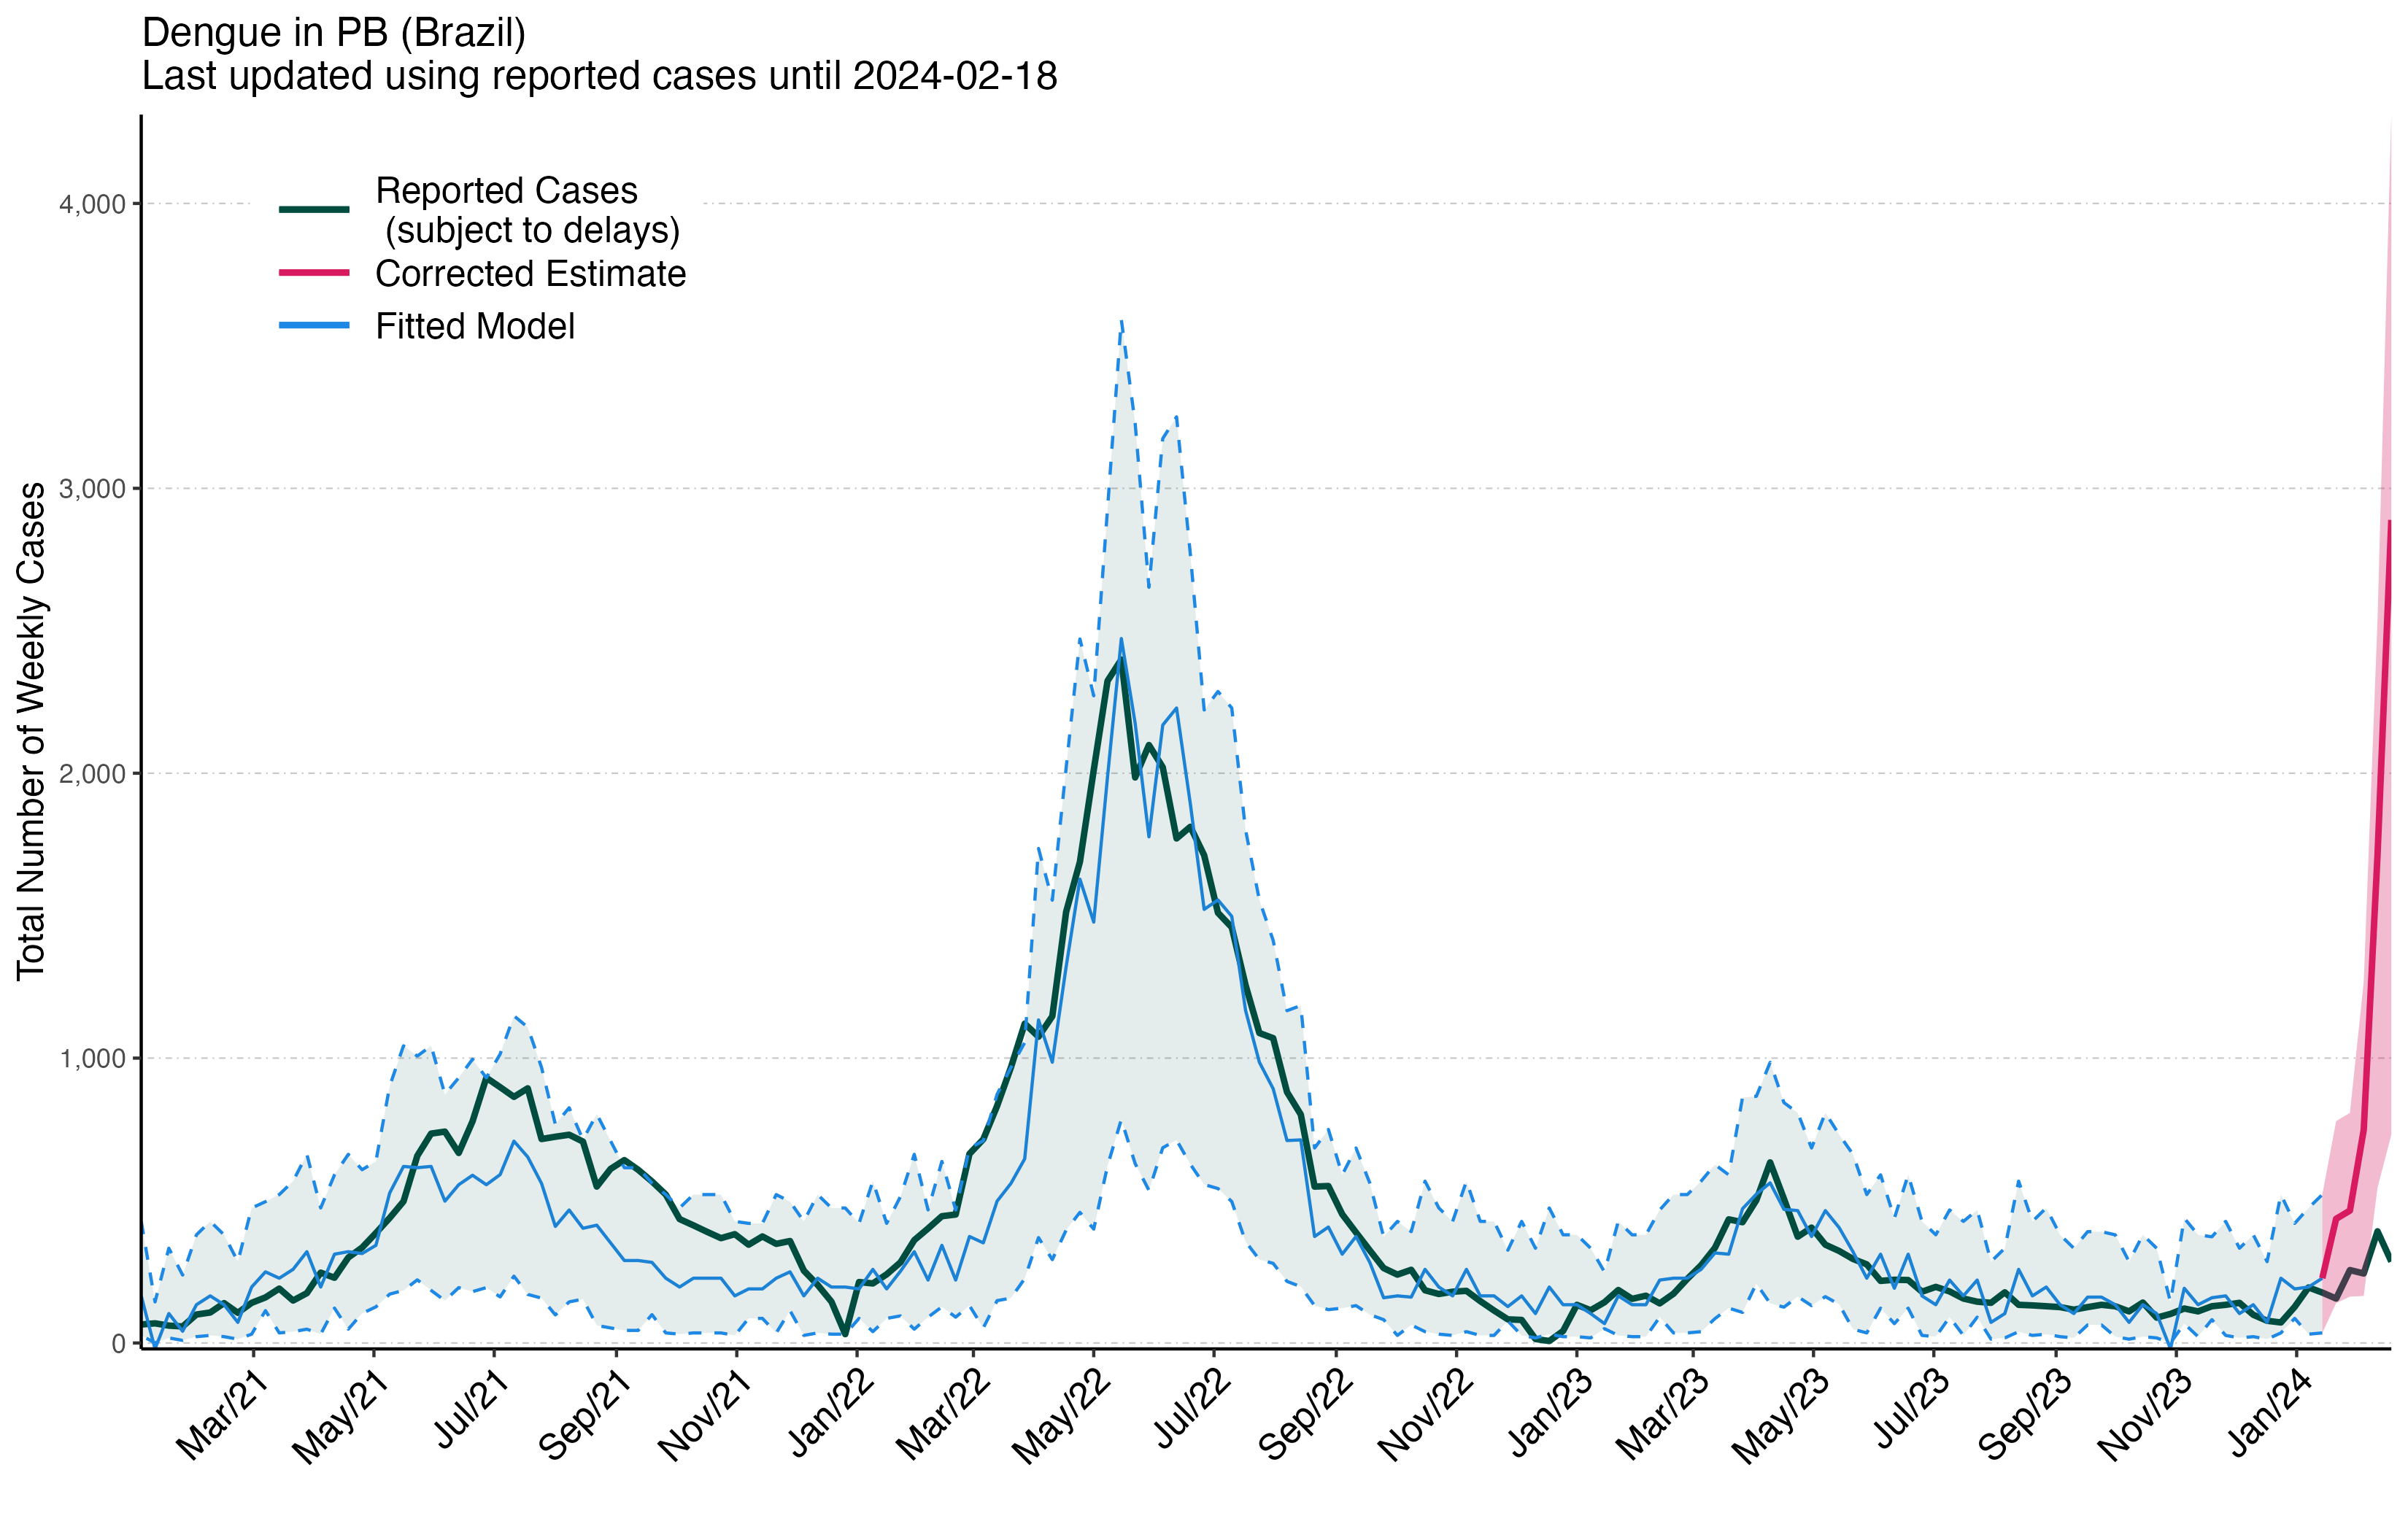 Dengue in PB (Brazil)
Last updated using reported cases until 2024-02-18
Total Number of Weekly Cases
4,000
3,000
2,000
1,000
0
Reported Cases
(subject to delays)
Corrected Estimate
Fitted Model
Mar/21
May/21
Jul/21
Sep/21
Nov/21
Jan/22
Mar/22
May/22
Jul/22
Sep/22
Nov/22
Jan/23
Mar/23
May/23
Jul/23
Sep/23
Nov/23
Jan/24